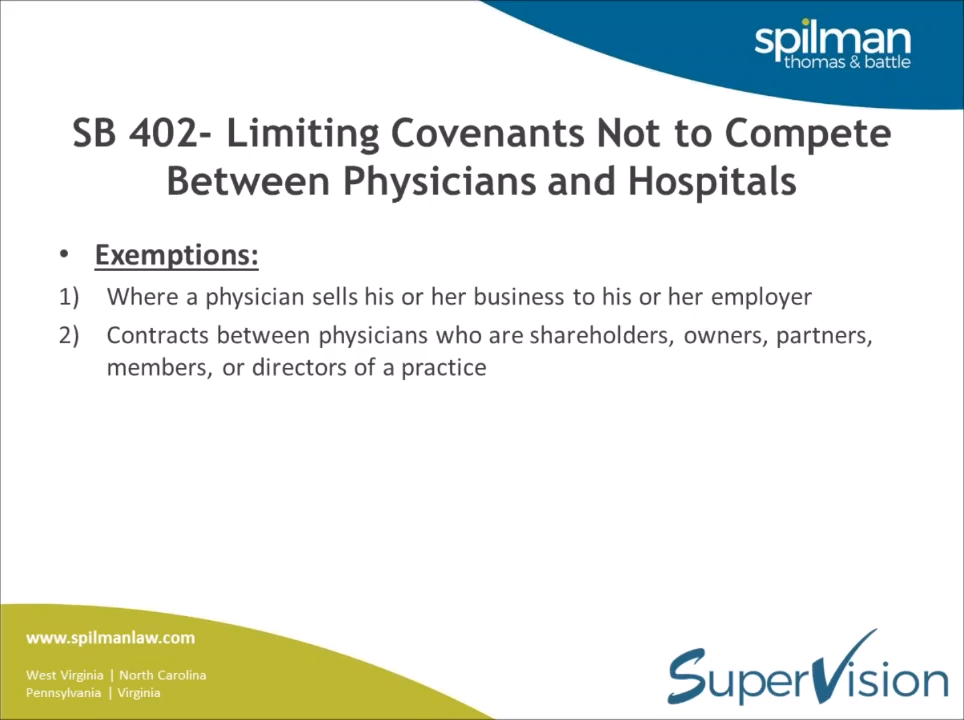 spilman
thomas & battle
SB 402- Limiting Covenants Not to Compete
Between Physicians and Hospitals
• Exemptions:
1) Where a physician sells his or her business to his or her employer
2) Contracts between physicians who are shareholders, owners, partners,
members, or directors of a practice
www.spilmanlaw.com
West Virginia | North Carolina
Pennsylvania | Virginia
SuperVision